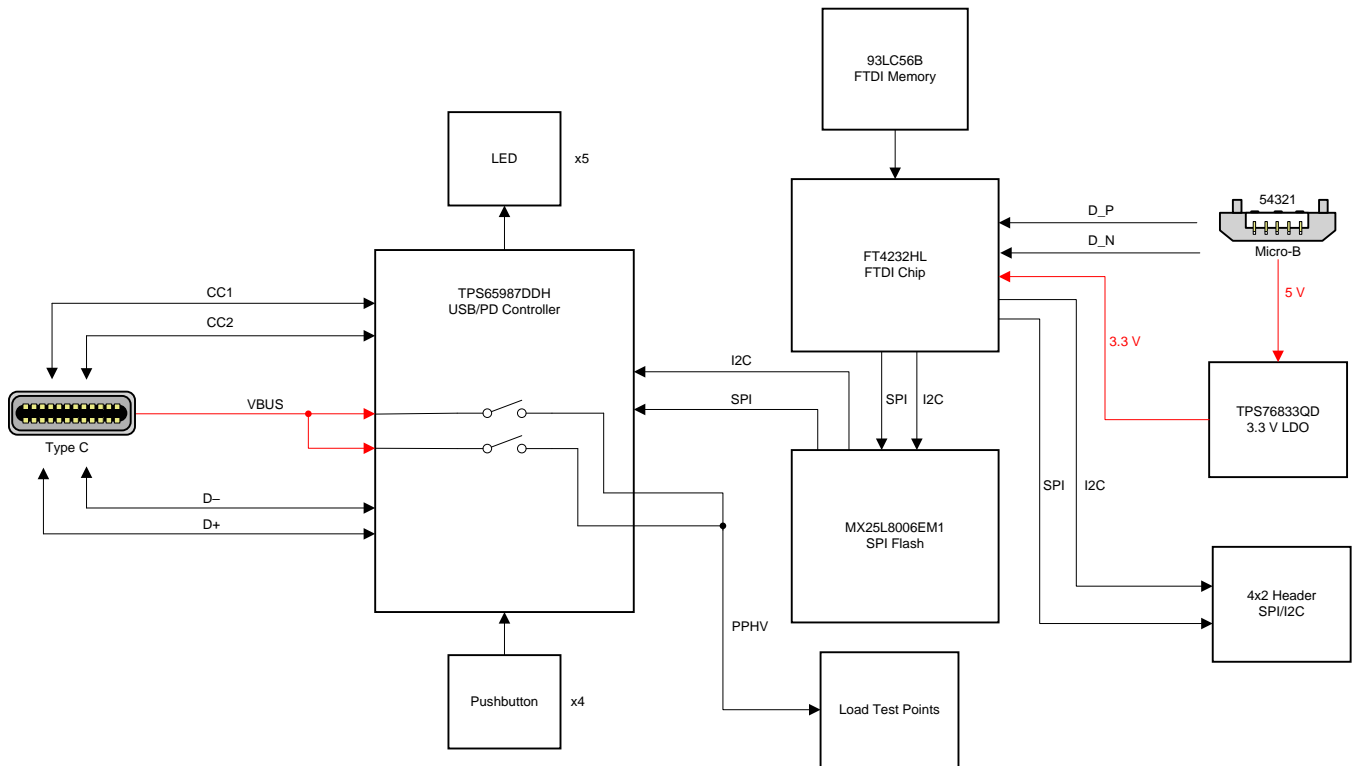 93LC56B
FTDI Memory
LED
x5
54321
Micro-B
D_P
D_N
FT4232HL
FTDI Chip
5 V
3.3 V
TPS65987DDH
USB/PD Controller
CC1
CC2
I2C
SPI
SPI
I2C
TPS76833QD
3.3 V LDO
VBUS
Type C
D–
D+
SPI
I2C
MX25L8006EM1
SPI Flash
4x2 Header
SPI/I2C
PPHV
Pushbutton
x4
Load Test Points